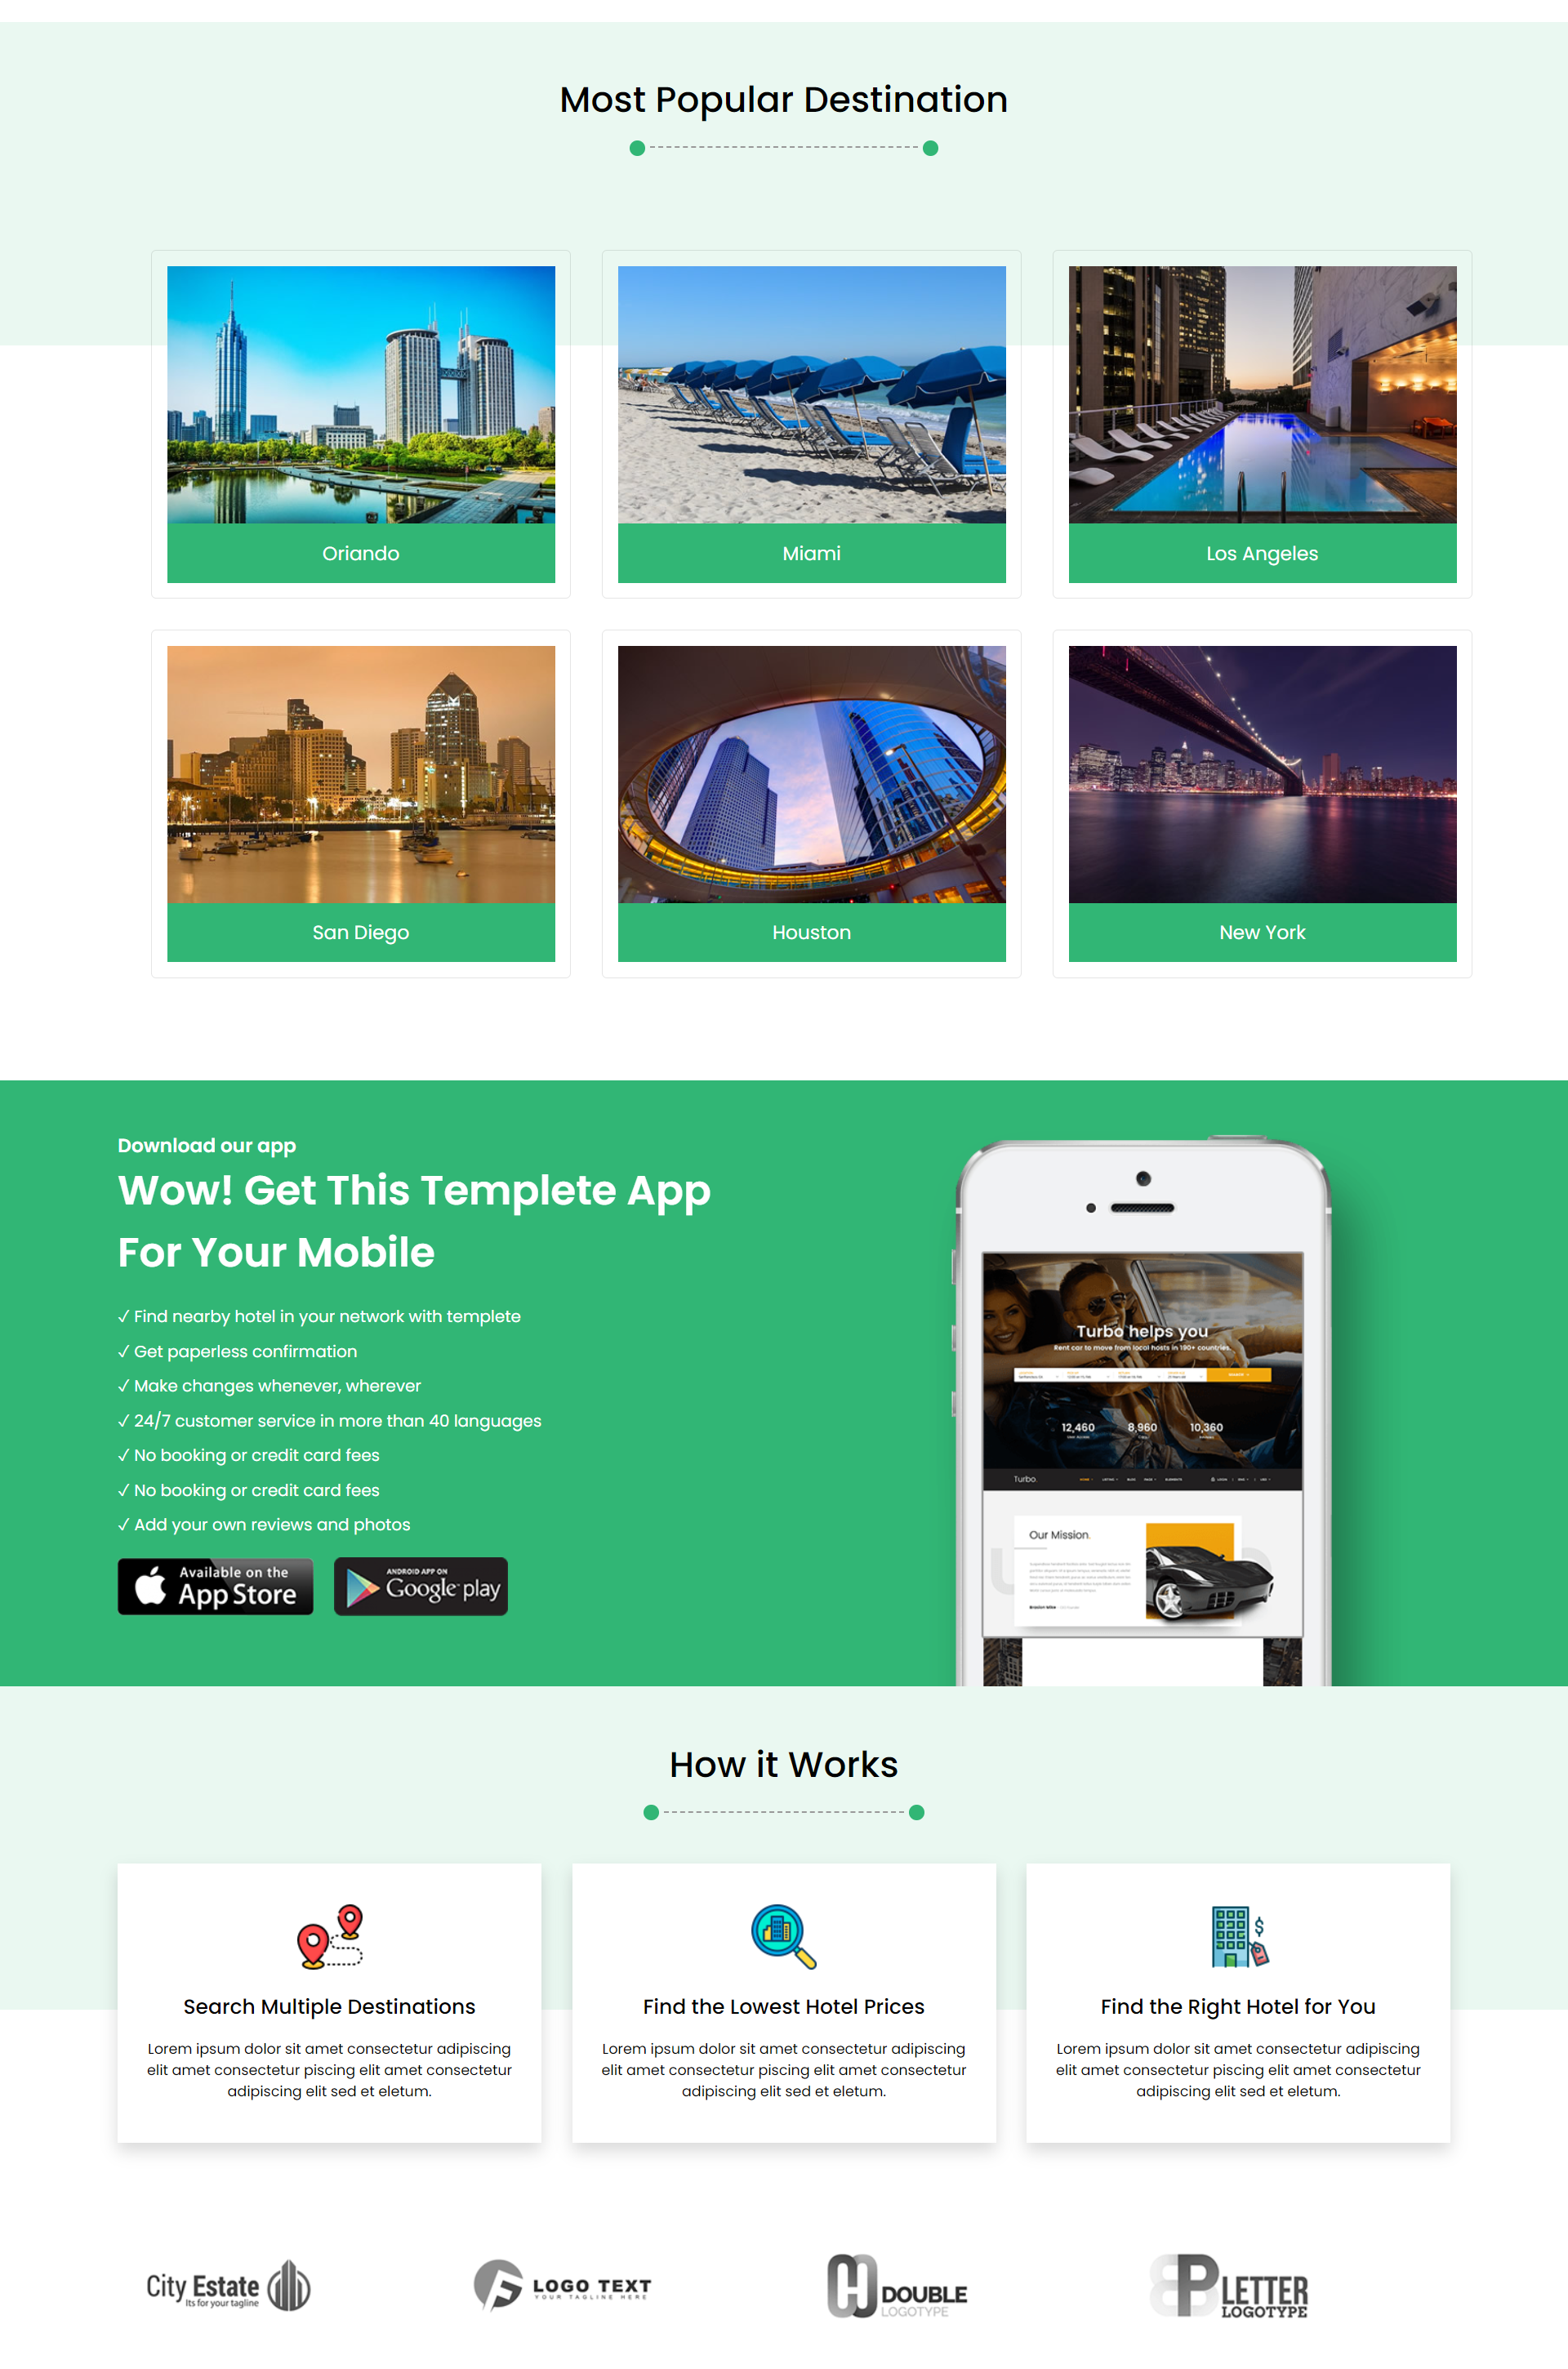 Most Popular Destination
Oriando
Miami
Los Angeles
San Diego
Houston
New York
Download our app
Wow! Get This Templete App
For Your Mobile
✓ Find nearby hotel in your network with templete
✓ Get paperless confirmation
✓ Make changes whenever, wherever
✓ 24/7 customer service in more than 40 languages
✓ No booking or credit card fees
✓ No booking or credit card fees
✓ Add your own reviews and photos
Available on the
App Store
ANDROID APP ON
Google play
Turbo helps you
Rent car to move from local hosts in 190+ countries.
12,460
8,960
10,360
Turbo.
HOME
LISTING
BLOG
PAGE
ELEMENTS
LOGIN
Our Mission.
How it Works
Search Multiple Destinations
Lorem ipsum dolor sit amet consectetur adipiscing
elit amet consectetur piscing elit amet consectetur
adipiscing elit sed et eletum.
Find the Lowest Hotel Prices
Lorem ipsum dolor sit amet consectetur adipiscing
elit amet consectetur piscing elit amet consectetur
adipiscing elit sed et eletum.
Find the Right Hotel for You
Lorem ipsum dolor sit amet consectetur adipiscing
elit amet consectetur piscing elit amet consectetur
adipiscing elit sed et eletum.
City Estate
Its for your tagline
LOGO TEXT
YOUR TAGLINE HERE
DOUBLE
LOGOTYPE
LETTER
LOGOTYPE